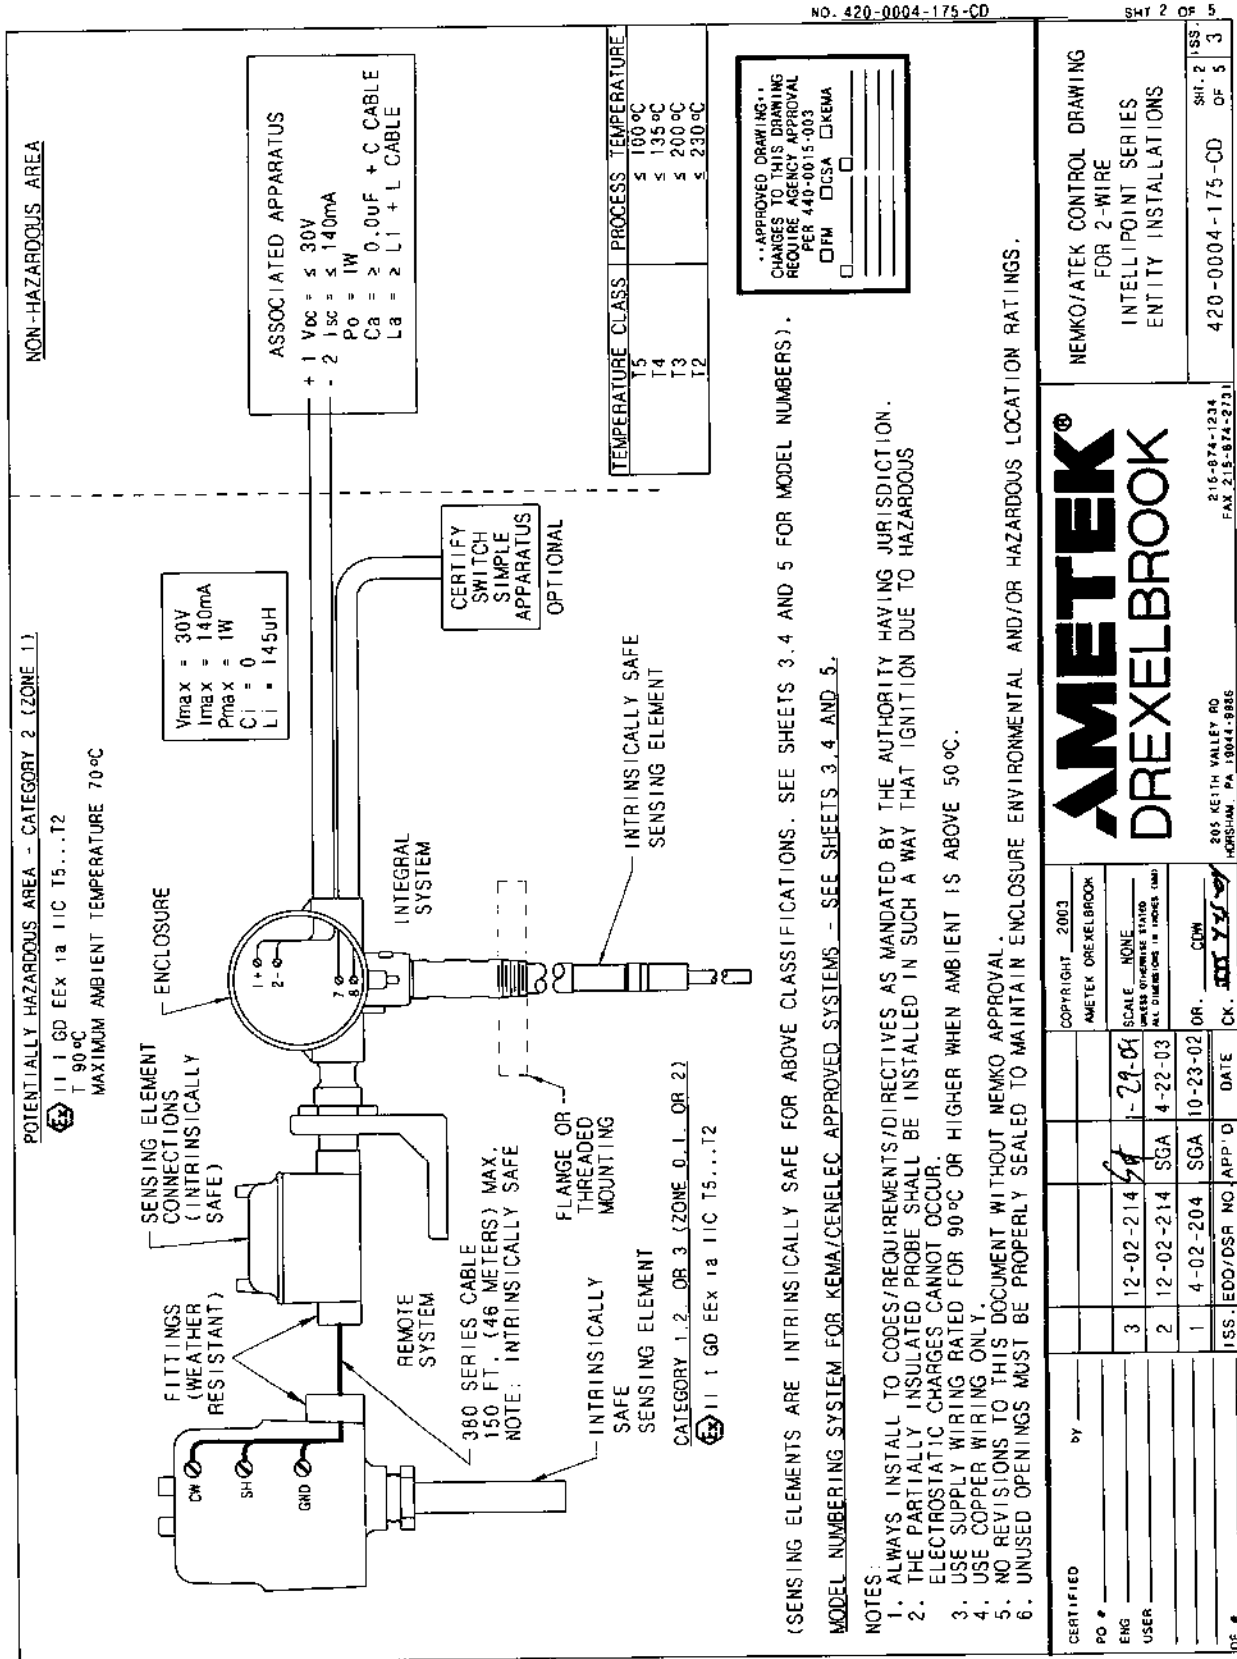 NO. 420-0004-175-CD
SHT 2 OF 5
POTENTIALLY HAZARDOUS AREA - CATEGORY 2 (ZONE 1)
Ex II 1 GD EEx ia IIC T5...T2
T 90°C
MAXIMUM AMBIENT TEMPERATURE 70°C
NON-HAZARDOUS AREA
FITTINGS
(WEATHER
RESISTANT)
SENSING ELEMENT
CONNECTIONS
(INTRINSICALLY
SAFE)
ENCLOSURE
Vmax = 30V
Imax = 140mA
Pmax = 1W
Ci = 0
Li = 145uH
ASSOCIATED APPARATUS
+ 1 Voc = ≤ 30V
- 2 Isc = ≤ 140mA
Po = 1W
Ca = ≥ 0.0uF + C CABLE
La = ≥ Li + L CABLE
CW
SH
GND
1+
2-
7
8
REMOTE
SYSTEM
INTEGRAL
SYSTEM
CERTIFY
SWITCH
SIMPLE
APPARATUS
OPTIONAL
380 SERIES CABLE
150 FT. (46 METERS) MAX.
NOTE: INTRINSICALLY SAFE
FLANGE OR
THREADED
MOUNTING
INTRINSICALLY SAFE
SENSING ELEMENT
INTRINSICALLY
SAFE
SENSING ELEMENT
CATEGORY 1,2, OR 3 (ZONE 0,1, OR 2)
Ex II 1 GD EEx ia IIC T5...T2
TEMPERATURE CLASS PROCESS TEMPERATURE
T5 ≤ 100°C
T4 ≤ 135°C
T3 ≤ 200°C
T2 ≤ 230°C
**APPROVED DRAWING**
CHANGES TO THIS DRAWING
REQUIRE AGENCY APPROVAL
PER 440-0015-003
□FM □CSA □KEMA
(SENSING ELEMENTS ARE INTRINSICALLY SAFE FOR ABOVE CLASSIFICATIONS. SEE SHEETS 3,4 AND 5 FOR MODEL NUMBERS).
MODEL NUMBERING SYSTEM FOR KEMA/CENELEC APPROVED SYSTEMS - SEE SHEETS 3,4 AND 5.
NOTES:
1. ALWAYS INSTALL TO CODES/REQUIREMENTS/DIRECTIVES AS MANDATED BY THE AUTHORITY HAVING JURISDICTION.
2. THE PARTIALLY INSULATED PROBE SHALL BE INSTALLED IN SUCH A WAY THAT IGNITION DUE TO HAZARDOUS
ELECTROSTATIC CHARGES CANNOT OCCUR.
3. USE SUPPLY WIRING RATED FOR 90°C OR HIGHER WHEN AMBIENT IS ABOVE 50°C.
4. USE COPPER WIRING ONLY.
5. NO REVISIONS TO THIS DOCUMENT WITHOUT NEMKO APPROVAL.
6. UNUSED OPENINGS MUST BE PROPERLY SEALED TO MAINTAIN ENCLOSURE ENVIRONMENTAL AND/OR HAZARDOUS LOCATION RATINGS.
CERTIFIED
by
PO #
ENG
USER
3 12-02-214 1-29-04
2 12-02-214 SGA 4-22-03
1 4-02-204 SGA 10-23-02
ISS. EDO/DSR NO. APP'D DATE
COPYRIGHT 2003
AMETEK DREXELBROOK
SCALE NONE
UNLESS OTHERWISE STATED
ALL DIMENSIONS IN INCHES (MM)
DR. CDW
CK.
AMETEK®
DREXELBROOK
205 KEITH VALLEY RD
HORSHAM, PA 19044-9986
215-674-1234
FAX 215-674-2731
NEMKO/ATEK CONTROL DRAWING
FOR 2-WIRE
INTELLIPOINT SERIES
ENTITY INSTALLATIONS
420-0004-175-CD
SHT. 2
OF 5
ISS.
3